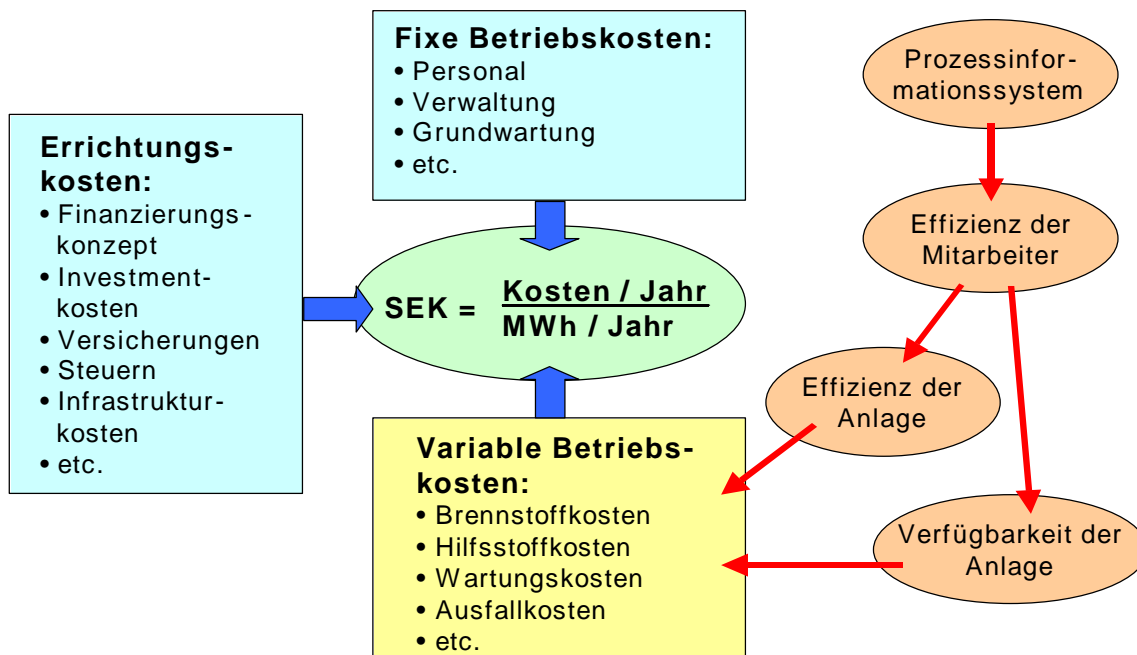 Fixe Betriebskosten:
• Personal
• Verwaltung
• Grundwartung
• etc.
Errichtungs-
kosten:
• Finanzierungs-
konzept
• Investment-
kosten
• Versicherungen
• Steuern
• Infrastruktur-
kosten
• etc.
SEK = Kosten / Jahr
MWh / Jahr
Variable Betriebs-
kosten:
• Brennstoffkosten
• Hilfsstoffkosten
• Wartungskosten
• Ausfallkosten
• etc.
Prozessinfor-
mationssystem
Effizienz der
Mitarbeiter
Effizienz der
Anlage
Verfügbarkeit der
Anlage